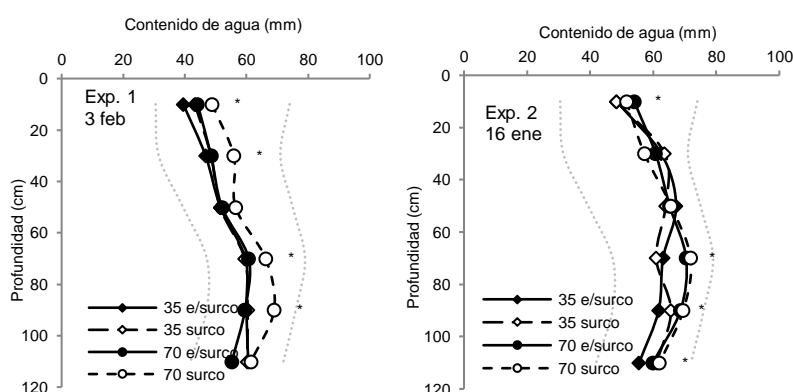 Contenido de agua (mm)
0 20 40 60 80 100
0
20
40
60
80
100
120
Profundidad (cm)
Exp. 1
3 feb
*
*
*
*
35 e/surco
35 surco
70 e/surco
70 surco
Contenido de agua (mm)
0 20 40 60 80 100
0
20
40
60
80
100
120
Profundidad (cm)
Exp. 2
16 ene
*
*
*
*
35 e/surco
35 surco
70 e/surco
70 surco